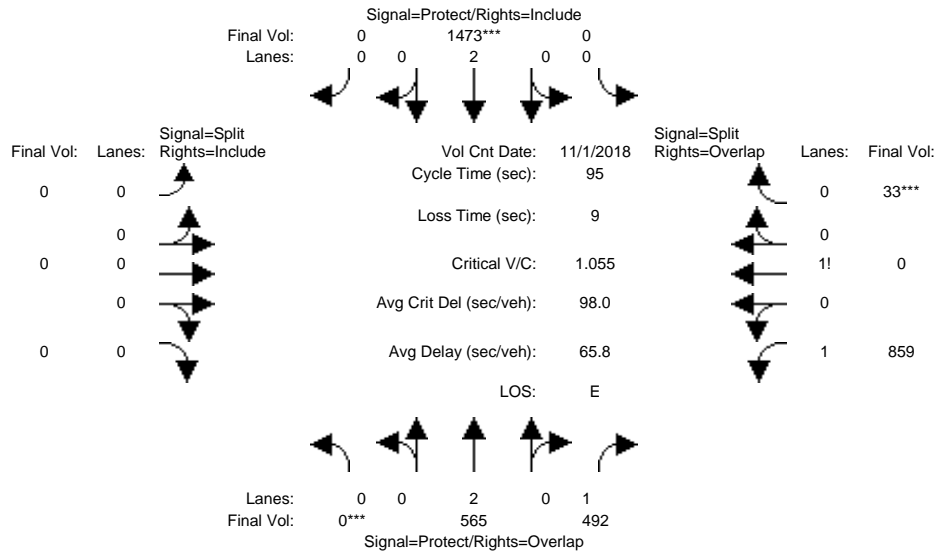 Signal=Protect/Rights=Include
Final Vol: 0 1473*** 0
Lanes: 0 0 2 0 0
Signal=Split Signal=Split
Final Vol: Lanes: Rights=Include Vol Cnt Date: 11/1/2018 Rights=Overlap Lanes: Final Vol:
Cycle Time (sec): 95
0 0 0 33***
Loss Time (sec): 9
0 0
0 0 Critical V/C: 1.055 1! 0
0 Avg Crit Del (sec/veh): 98.0 0
0 0 Avg Delay (sec/veh): 65.8 1 859
LOS: E
Lanes: 0 0 2 0 1
Final Vol: 0*** 565 492
Signal=Protect/Rights=Overlap